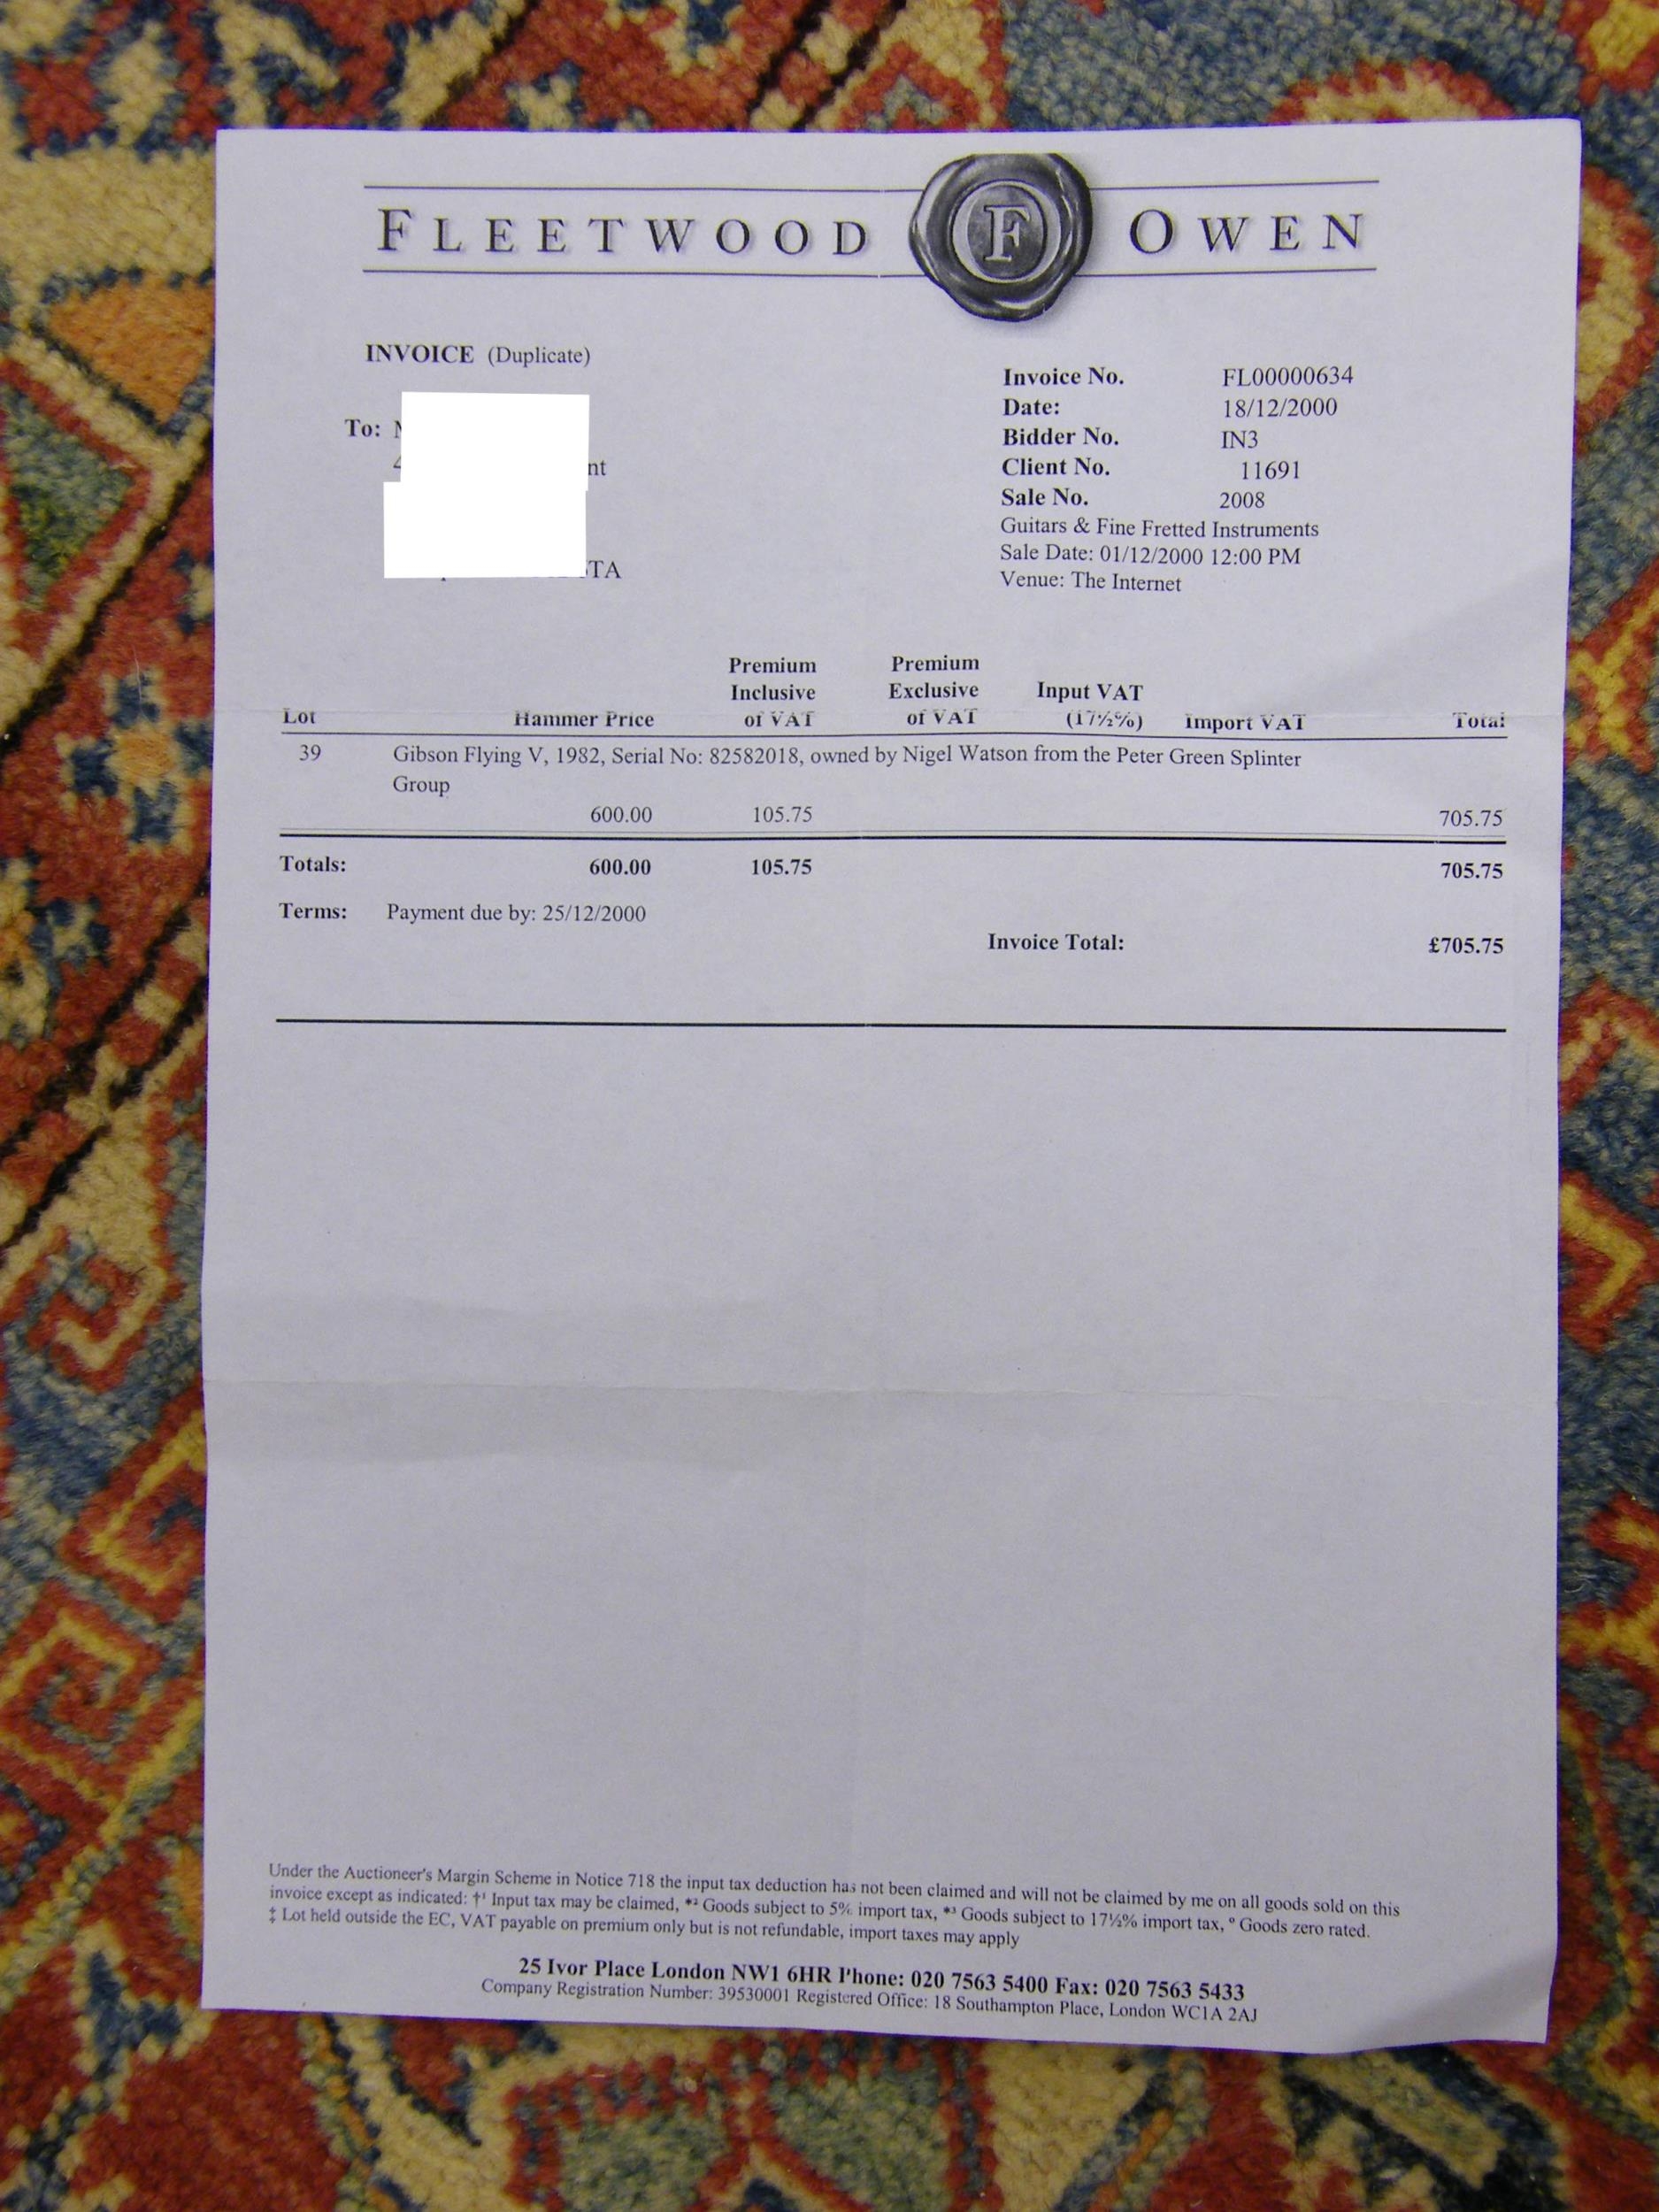 FLEETWOOD F OWEN
INVOICE (Duplicate)
To:
nt
TA
Invoice No. FL00000634
Date: 18/12/2000
Bidder No. IN3
Client No. 11691
Sale No. 2008
Guitars & Fine Fretted Instruments
Sale Date: 01/12/2000 12:00 PM
Venue: The Internet
Premium Premium
Inclusive Exclusive Input VAT
Lot Hammer Price of VAT of VAT (17½%) Import VAT Total
39 Gibson Flying V, 1982, Serial No: 82582018, owned by Nigel Watson from the Peter Green Splinter
Group
600.00 105.75 705.75
Totals: 600.00 105.75 705.75
Terms: Payment due by: 25/12/2000
Invoice Total: £705.75
Under the Auctioneer's Margin Scheme in Notice 718 the input tax deduction has not been claimed and will not be claimed by me on all goods sold on this
invoice except as indicated: †¹ Input tax may be claimed, *² Goods subject to 5% import tax, *³ Goods subject to 17½% import tax, º Goods zero rated.
‡ Lot held outside the EC, VAT payable on premium only but is not refundable, import taxes may apply
25 Ivor Place London NW1 6HR Phone: 020 7563 5400 Fax: 020 7563 5433
Company Registration Number: 39530001 Registered Office: 18 Southampton Place, London WC1A 2AJ